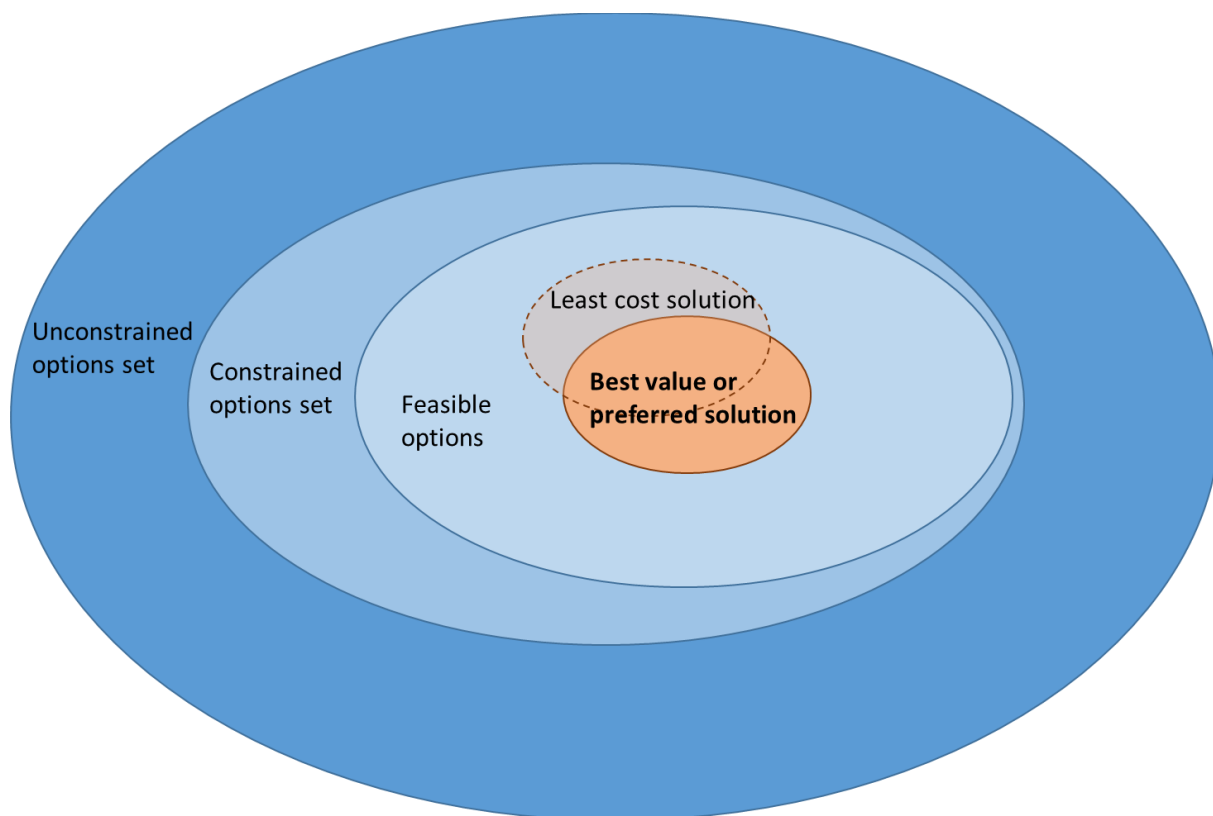 Unconstrained
options set
Constrained
options set
Feasible
options
Least cost solution
Best value or
preferred solution